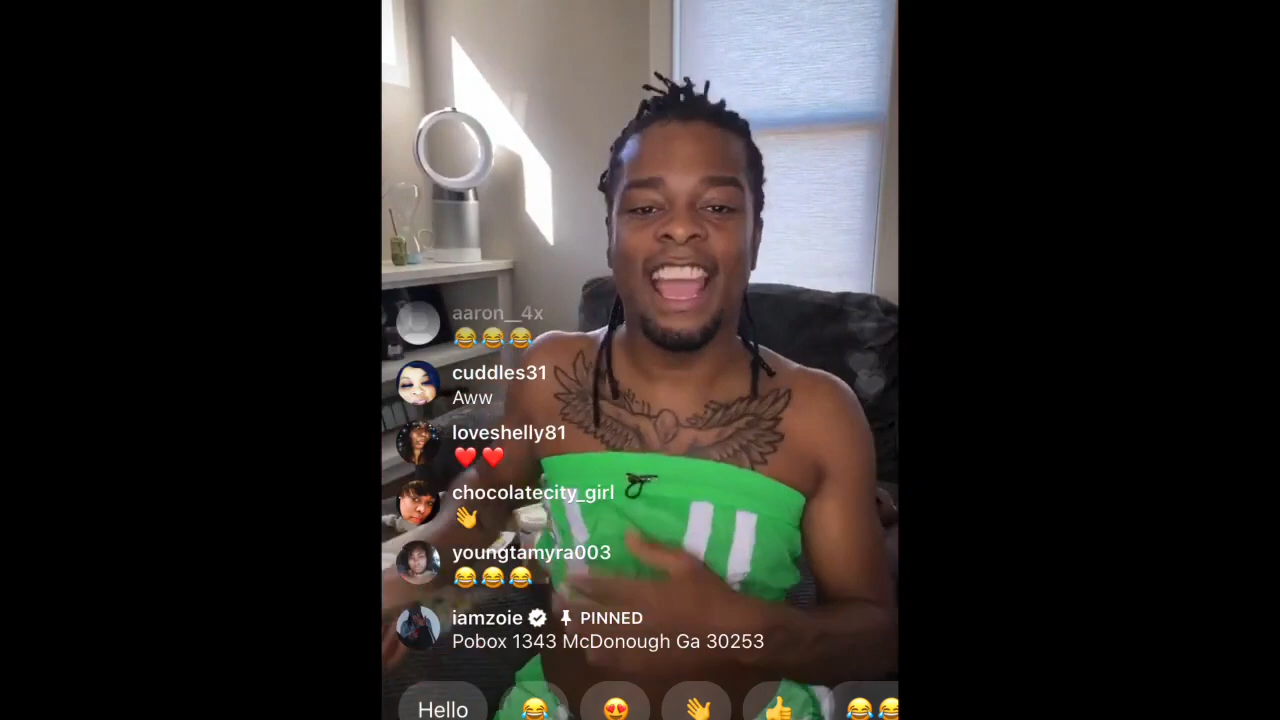 aaron__4x
😂😂😂
cuddles31
Aww
loveshelly81
❤️❤️
chocolatecity_girl
👋
youngtamyra003
😂😂😂
iamzoie PINNED
Pobox 1343 McDonough Ga 30253
Hello 😂 😍 👋 👍 😂😂